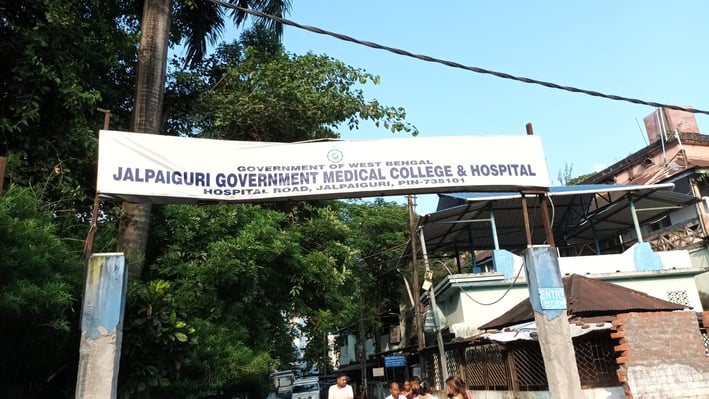 GOVERNMENT OF WEST BENGAL
JALPAIGURI GOVERNMENT MEDICAL COLLEGE & HOSPITAL
HOSPITAL ROAD, JALPAIGURI, PIN-735101